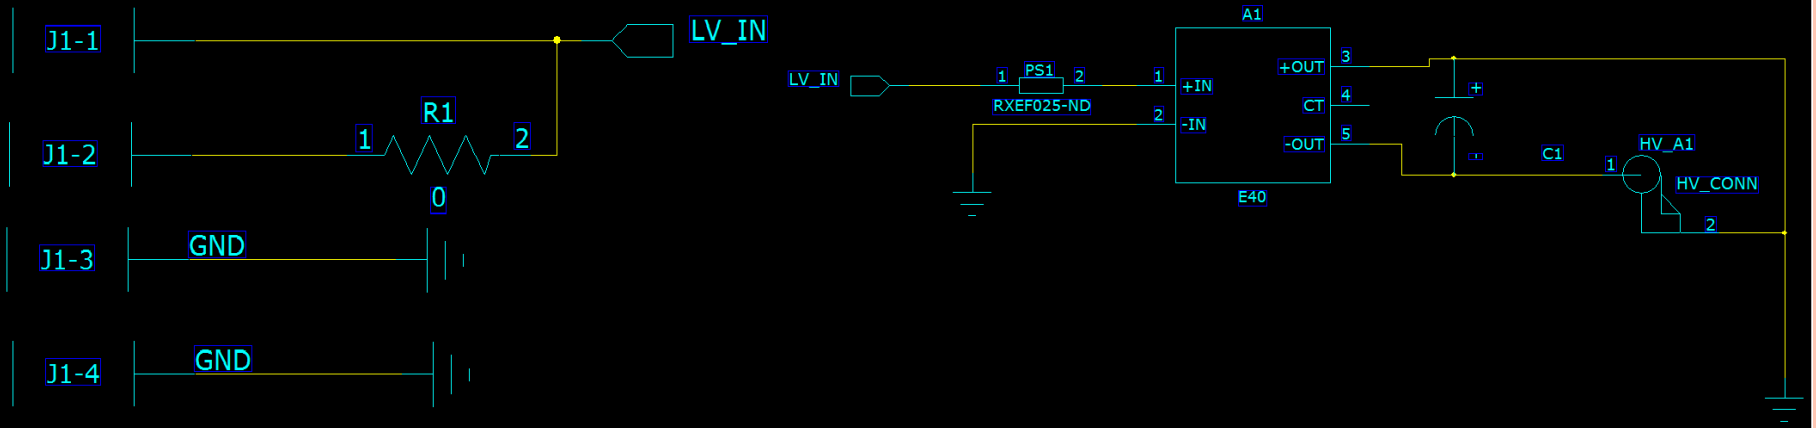 J1-1
LV_IN
J1-2
1
R1
2
0
J1-3
GND
J1-4
GND
LV_IN
1
PS1
2
RXEF025-ND
A1
1
+IN
2
-IN
+OUT
3
CT
4
-OUT
5
E40
+
-
C1
1
HV_A1
HV_CONN
2